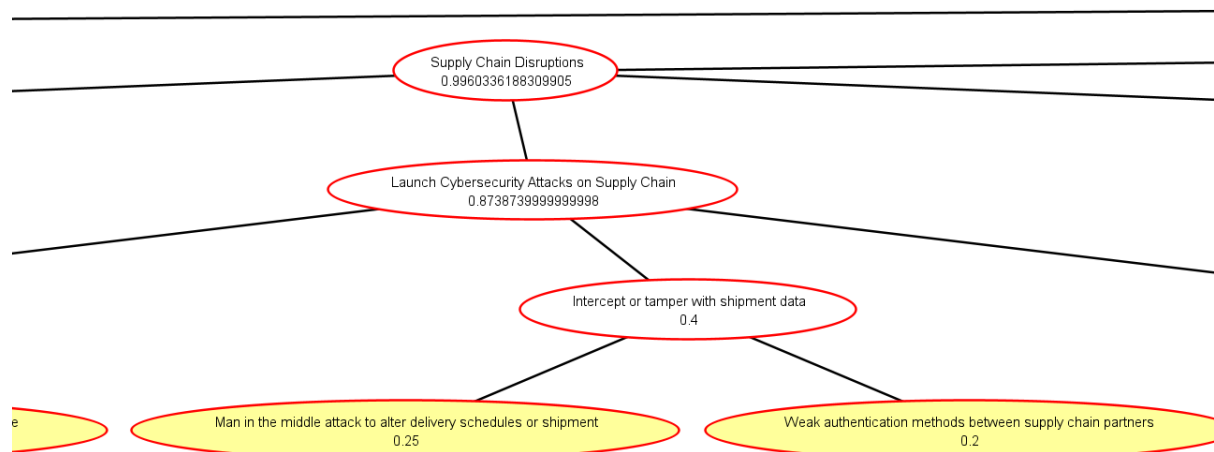 Supply Chain Disruptions
0.9960336188309905
Launch Cybersecurity Attacks on Supply Chain
0.8738739999999998
Intercept or tamper with shipment data
0.4
e
Man in the middle attack to alter delivery schedules or shipment
0.25
Weak authentication methods between supply chain partners
0.2